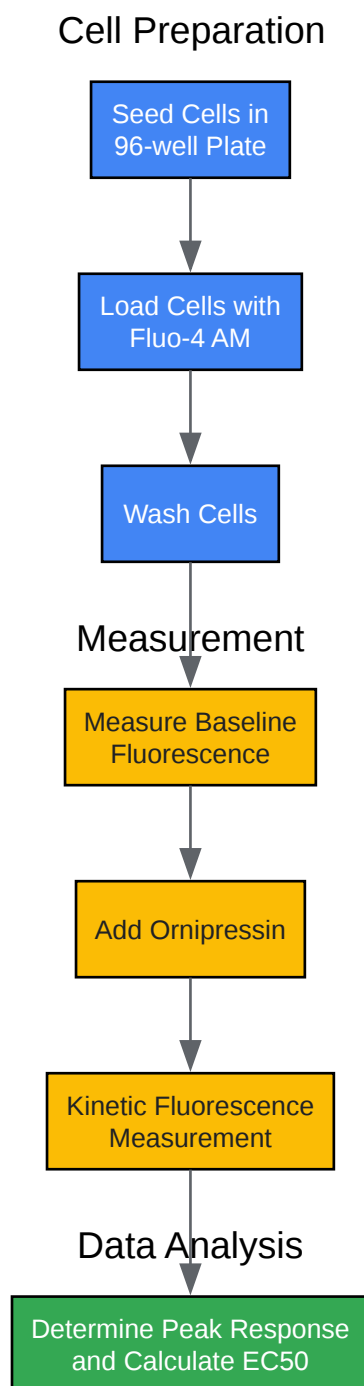 Cell Preparation
Seed Cells in
96-well Plate
Load Cells with
Fluo-4 AM
Wash Cells
Measurement
Measure Baseline
Fluorescence
Add Ornipressin
Kinetic Fluorescence
Measurement
Data Analysis
Determine Peak Response
and Calculate EC50